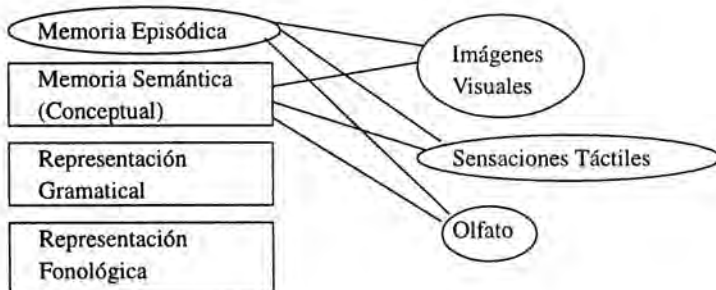 Memoria Episódica
Memoria Semántica
(Conceptual)
Representación
Gramatical
Representación
Fonológica
Imágenes
Visuales
Sensaciones Táctiles
Olfato